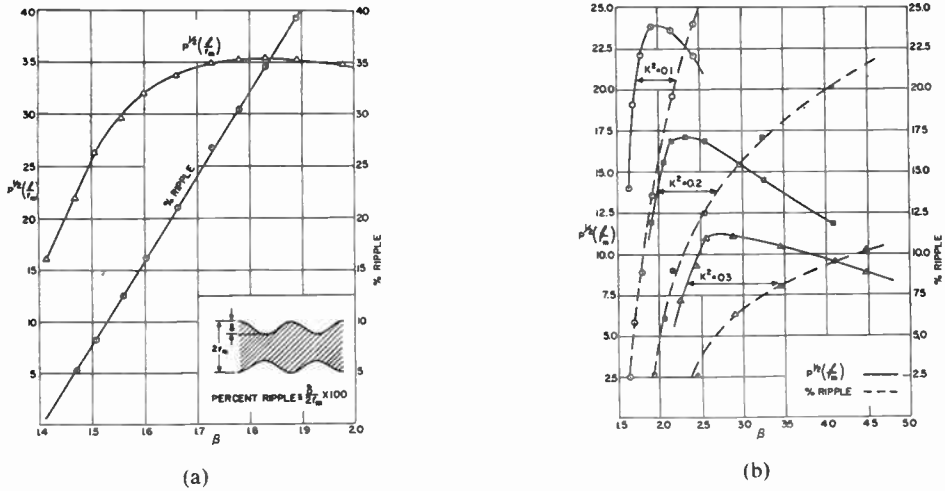 40
35
30
25
P^1/2(ℓ/r_m)
20
15
10
5
1.4
1.5
1.6
1.7
1.8
1.9
2.0
β
40
35
30
25
20
15
10
5
% RIPPLE
P^1/2(ℓ/r_m)
% RIPPLE
2r_m
δ
PERCENT RIPPLE = δ/2r_m × 100
(a)
25.0
22.5
20.0
17.5
15.0
12.5
P^1/2(ℓ/r_m)
10.0
7.5
5.0
2.5
1.5
2.0
2.5
3.0
3.5
4.0
4.5
5.0
β
25.0
22.5
20.0
17.5
15.0
12.5
10.0
7.5
5.0
2.5
% RIPPLE
K²=0.1
K²=0.2
K²=0.3
P^1/2(ℓ/r_m)
% RIPPLE
(b)